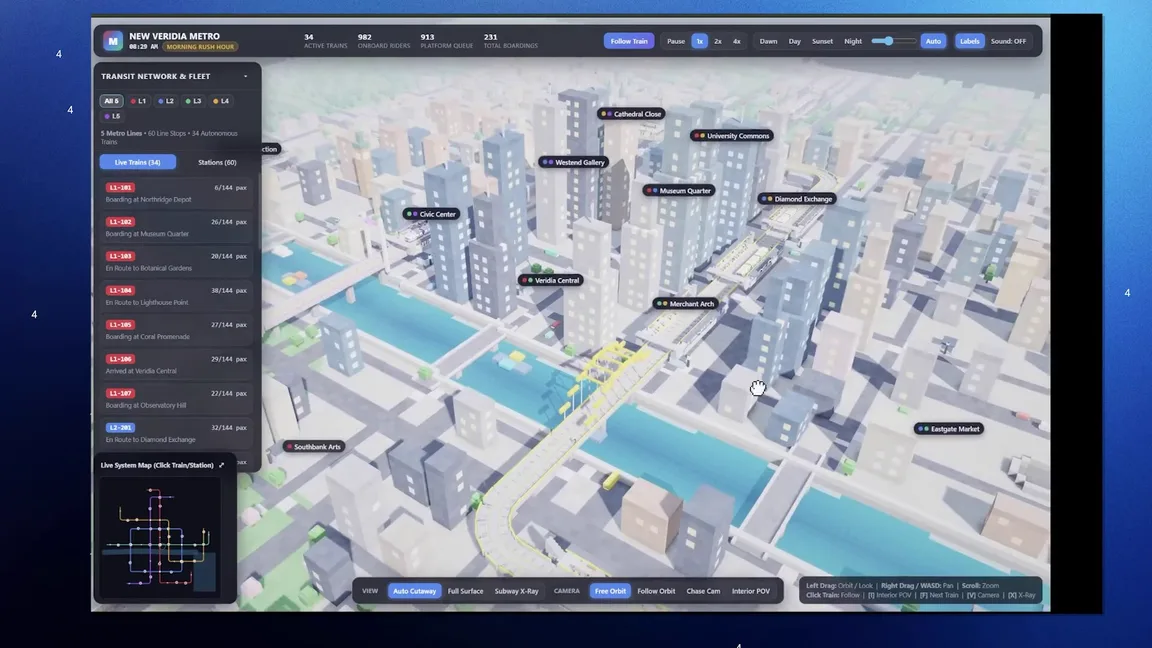 M
NEW VERIDIA METRO
08:29 AM MORNING RUSH HOUR
34
ACTIVE TRAINS
982
ONBOARD RIDERS
913
PLATFORM QUEUE
231
TOTAL BOARDINGS
Follow Train
Pause 1x 2x 4x
Dawn Day Sunset Night
Auto
Labels
Sound: OFF
TRANSIT NETWORK & FLEET
All 5 L1 L2 L3 L4
L5
5 Metro Lines • 60 Line Stops • 34 Autonomous
Trains
Live Trains (34) Stations (60)
L1-101 6/144 pax
Boarding at Northridge Depot
L1-102 26/144 pax
Boarding at Museum Quarter
L1-103 20/144 pax
En Route to Botanical Gardens
L1-104 38/144 pax
En Route to Lighthouse Point
L1-105 27/144 pax
Boarding at Coral Promenade
L1-106 29/144 pax
Arrived at Veridia Central
L1-107 22/144 pax
Boarding at Observatory Hill
L2-201 32/144 pax
En Route to Diamond Exchange
pax
Live System Map (Click Train/Station)
ction
Cathedral Close
University Commons
Westend Gallery
Museum Quarter
Diamond Exchange
Civic Center
Veridia Central
Merchant Arch
Eastgate Market
Southbank Arts
VIEW Auto Cutaway Full Surface Subway X-Ray CAMERA Free Orbit Follow Orbit Chase Cam Interior POV
Left Drag: Orbit / Look | Right Drag / WASD: Pan | Scroll: Zoom
Click Train: Follow | [I] Interior POV | [F] Next Train | [V] Camera | [X] X-Ray
4
4
4
4
4